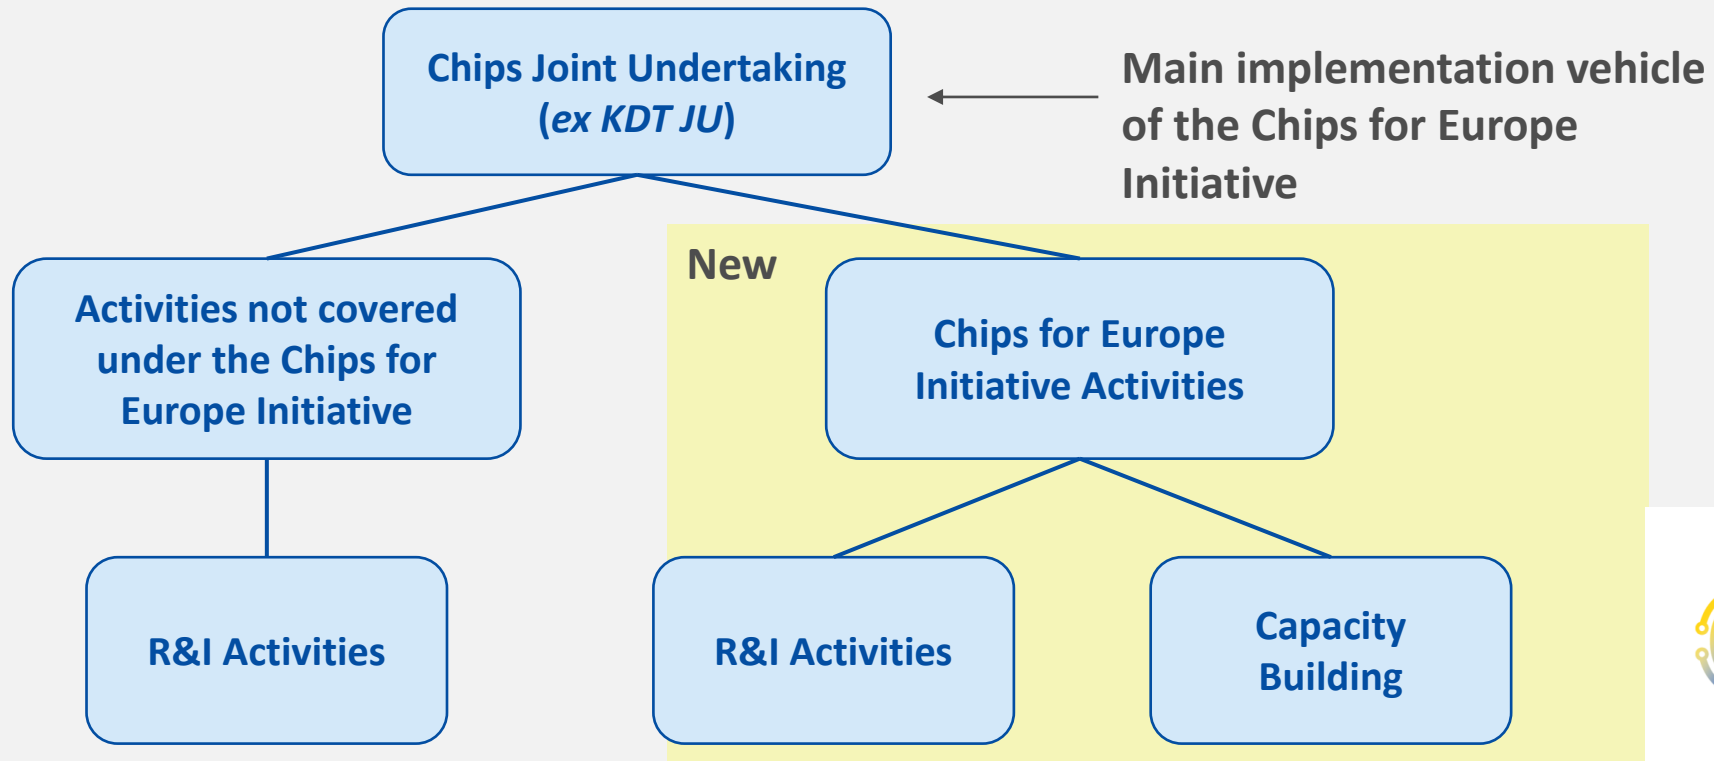 Chips Joint Undertaking
(ex KDT JU)
Main implementation vehicle
of the Chips for Europe
Initiative
New
Activities not covered
under the Chips for
Europe Initiative
Chips for Europe
Initiative Activities
R&I Activities
R&I Activities
Capacity
Building